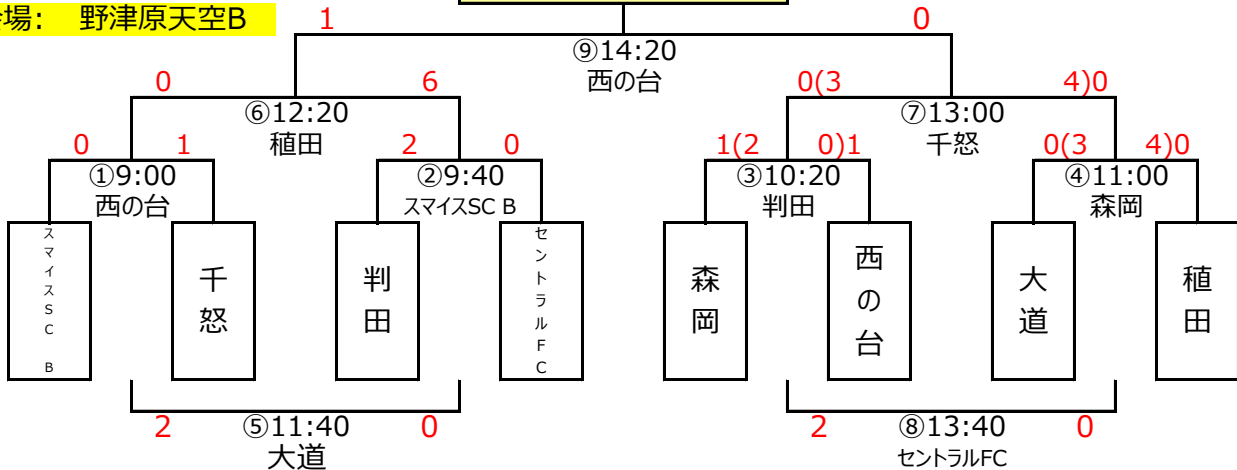 場:　野津原天空B
1 0
⑨14:20
西の台
0 6 0(3 4)0
⑥12:20 ⑦13:00
稙田 千怒
0 1 2 0 1(2 0)1 0(3 4)0
①9:00 ②9:40 ③10:20 ④11:00
西の台 スマイスSC B 判田 森岡
スマイスSC B
千怒
判田
セントラルFC
森岡
西の台
大道
稙田
2 ⑤11:40 0 2 ⑧13:40 0
大道 セントラルFC